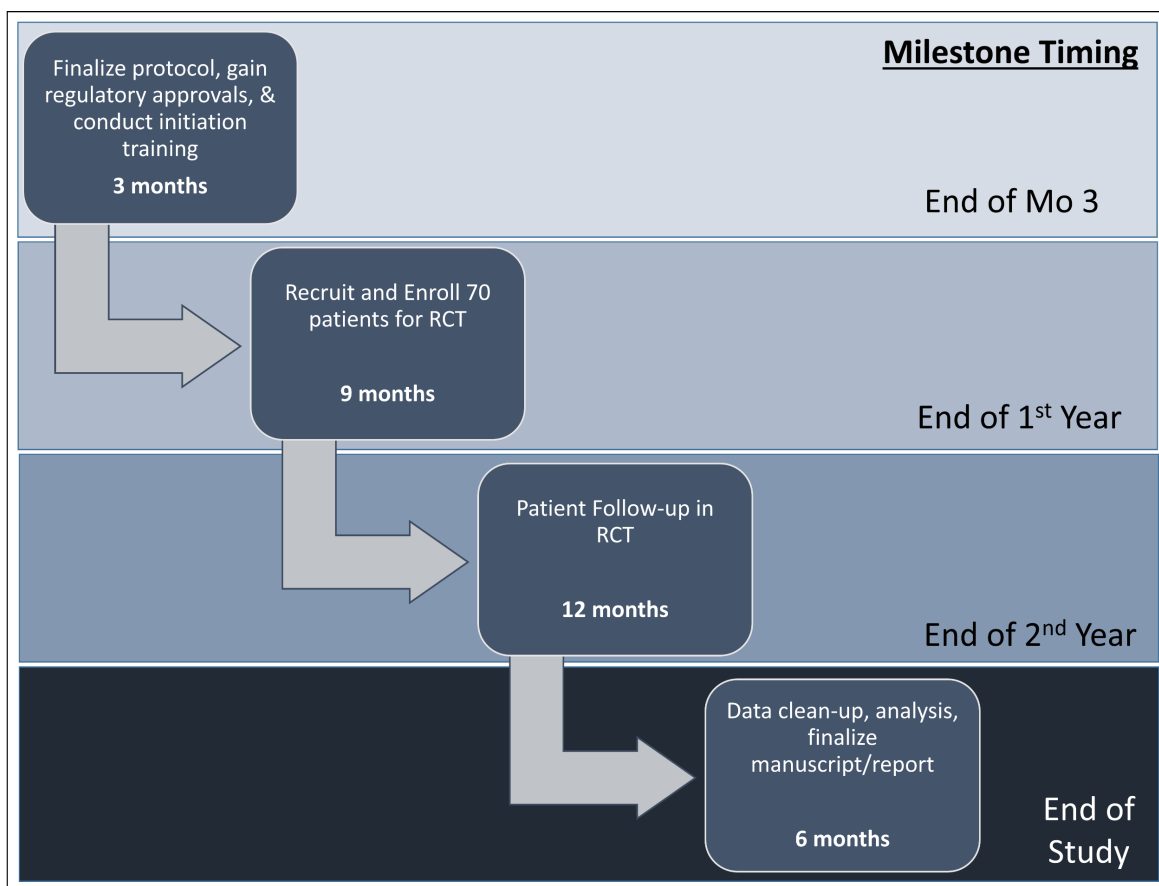 Milestone Timing
Finalize protocol, gain
regulatory approvals, &
conduct initiation
training
3 months
End of Mo 3
Recruit and Enroll 70
patients for RCT
9 months
End of 1st Year
Patient Follow-up in
RCT
12 months
End of 2nd Year
Data clean-up, analysis,
finalize
manuscript/report
6 months
End of
Study